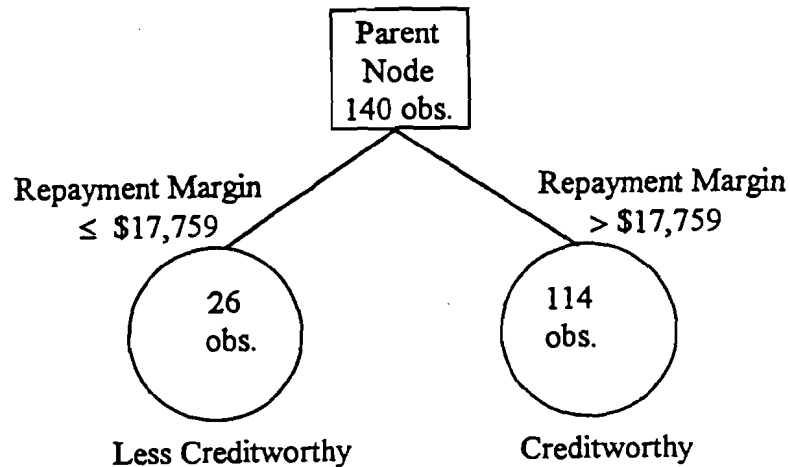 Parent
Node
140 obs.
Repayment Margin
≤ $17,759
Repayment Margin
> $17,759
26
obs.
114
obs.
Less Creditworthy
Creditworthy